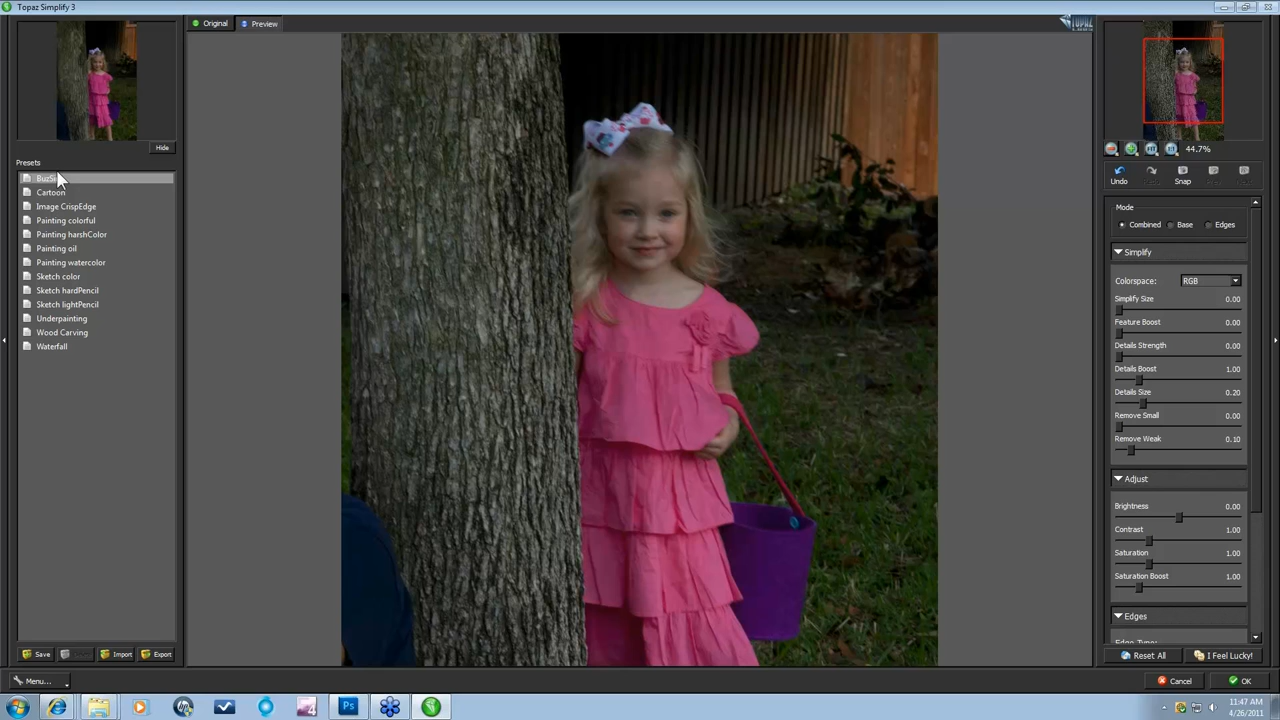 Topaz Simplify 3
Original
Preview
TOPAZ LABS
Hide
Presets
Cartoon
Image CrispEdge
Painting colorful
Painting harshColor
Painting oil
Painting watercolor
Sketch color
Sketch hardPencil
Sketch lightPencil
Underpainting
Wood Carving
Waterfall
Save
Import
Export
Menu...
44.7%
Undo
Snap
Mode
Combined Base Edges
Simplify
Colorspace: RGB
Simplify Size 0.00
Feature Boost 0.00
Details Strength 0.00
Details Boost 1.00
Details Size 0.20
Remove Small 0.00
Remove Weak 0.10
Adjust
Brightness 0.00
Contrast 1.00
Saturation 1.00
Saturation Boost 1.00
Edges
Reset All
I Feel Lucky!
Cancel
OK
Ps
11:47 AM
4/26/2011